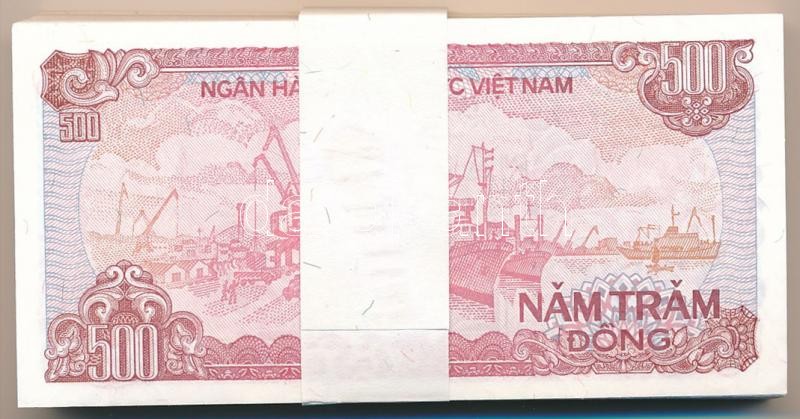 500
NGÂN HÀ C VIỆT NAM
500
500
NĂM TRĂM
ĐỒNG